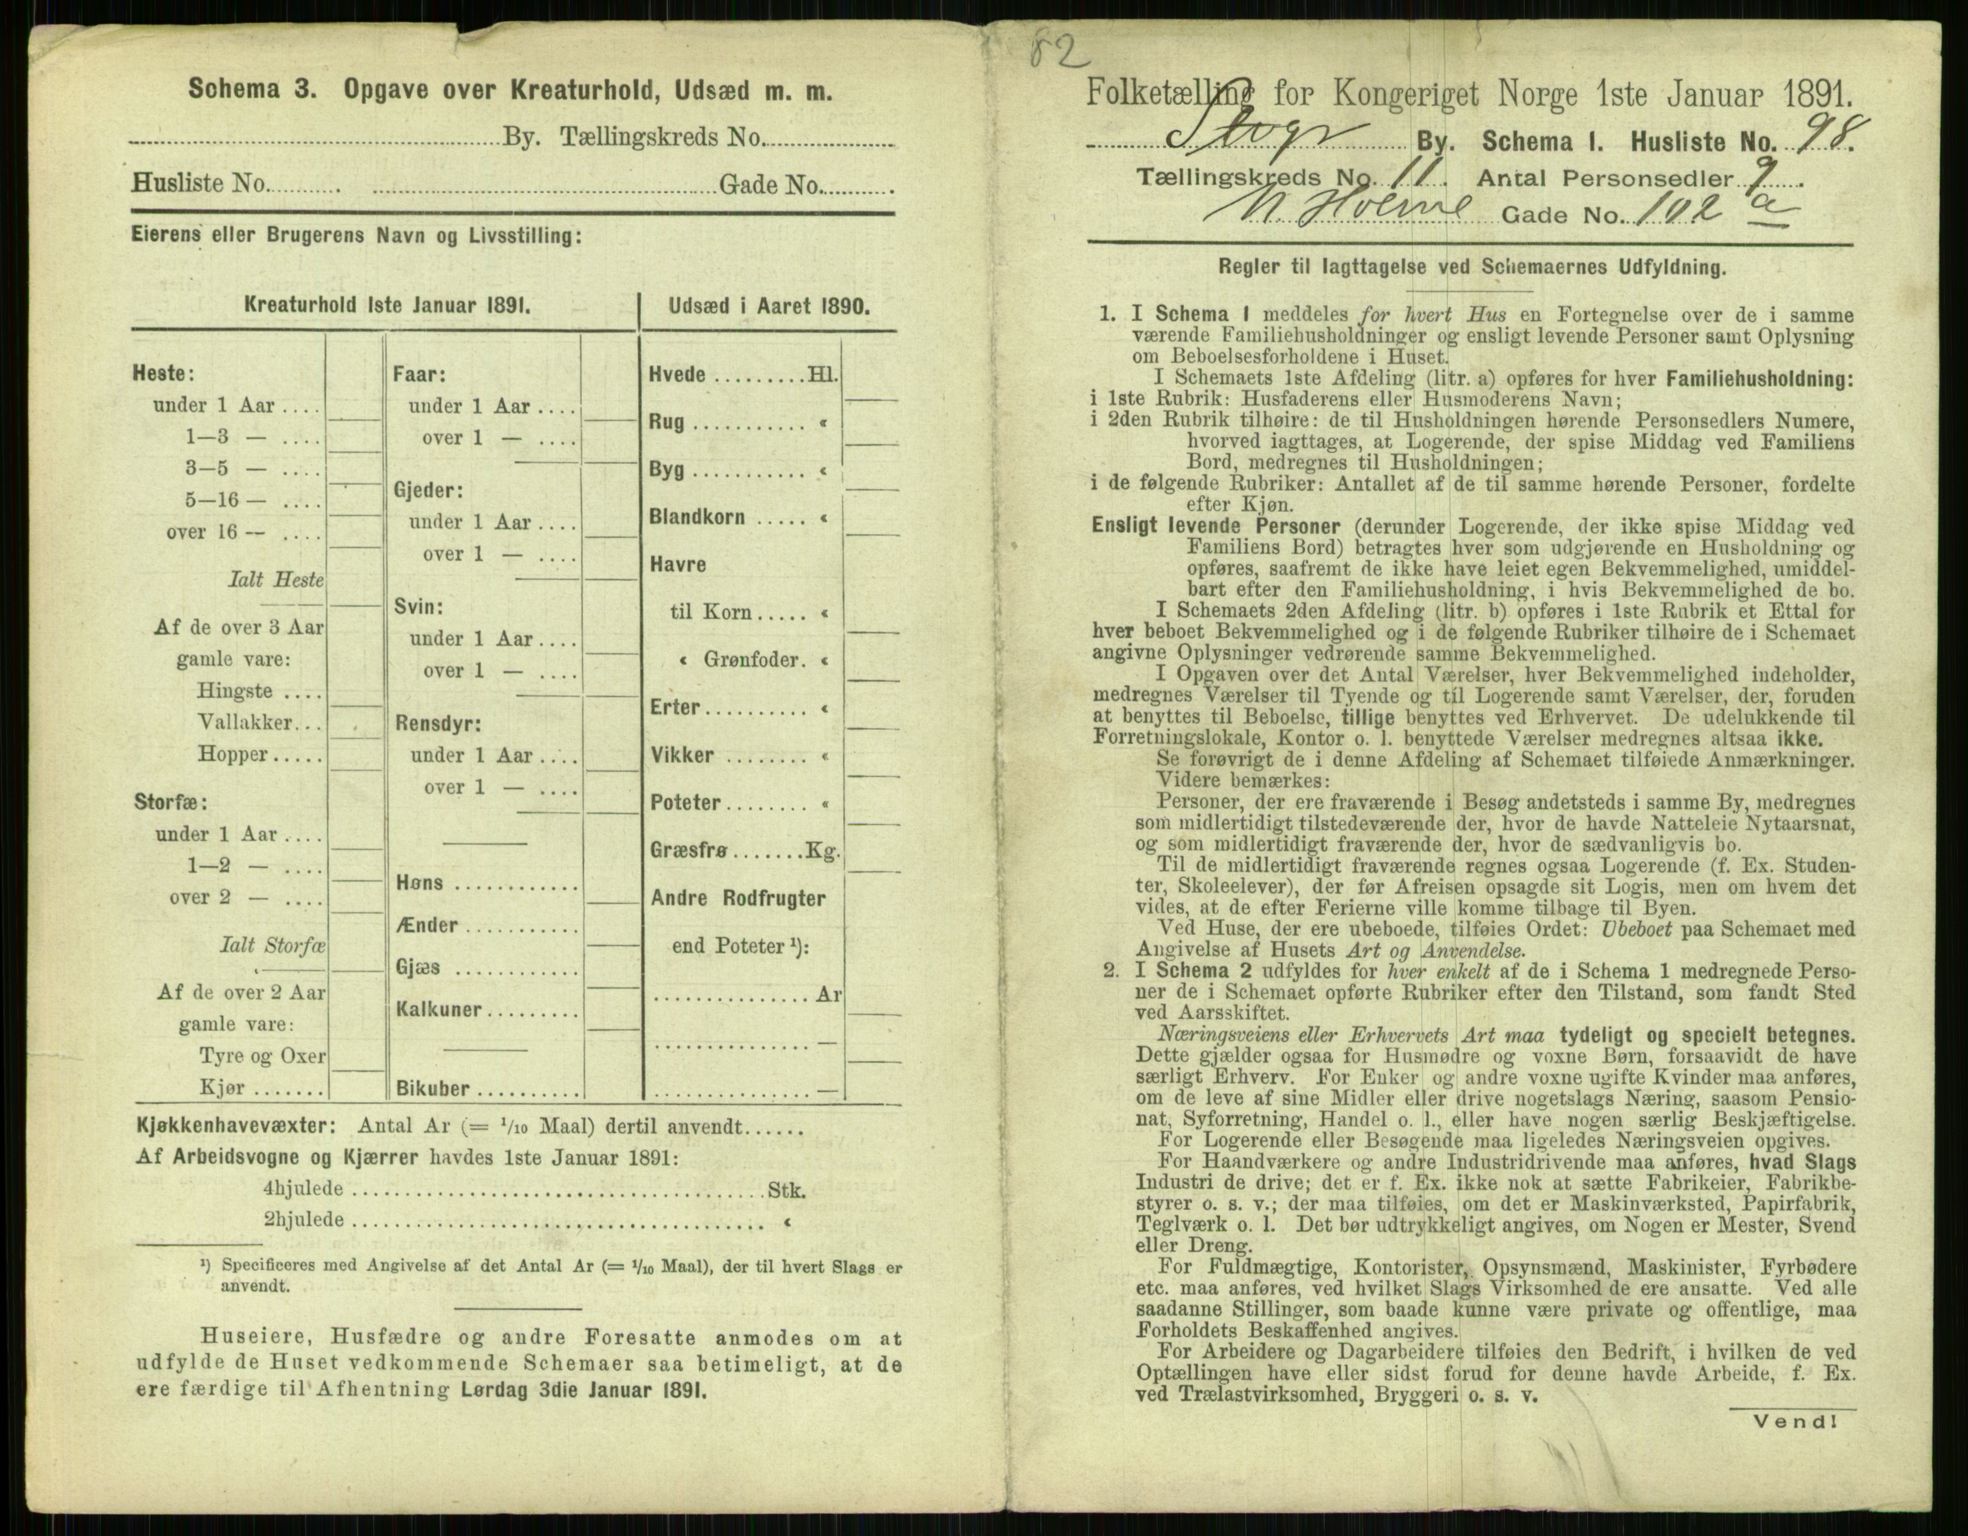 Schema 3. Opgave over Kreaturhold, Udsæd m. m.
By. Tællingskreds No.
Husliste No. Gade No.
Eierens eller Brugerens Navn og Livsstilling:
Kreaturhold 1ste Januar 1891.
Heste:
under 1 Aar ....
1—3 — ....
3—5 — ....
5—16 — ....
over 16 — ....
Ialt Heste
Af de over 3 Aar
gamle vare:
Hingste ....
Vallakker...
Hopper.....
Storfæ:
under 1 Aar ....
1—2 — ....
over 2 — ....
Ialt Storfæ
Af de over 2 Aar
gamle vare:
Tyre og Oxer
Kjør .......
Faar:
under 1 Aar ....
over 1 — ....
Gjeder:
under 1 Aar ....
over 1 — ....
Svin:
under 1 Aar ....
over 1 — ....
Rensdyr:
under 1 Aar ....
over 1 — ....
Høns ............
Ænder ...........
Gjæs ............
Kalkuner.........
Bikuber..........
Udsæd i Aaret 1890.
Hvede .........Hl.
Rug ........... «
Byg ........... «
Blandkorn ..... «
Havre
til Korn..... «
« Grønfoder. «
Erter.......... «
Vikker ........ «
Poteter........ «
Græsfrø.......Kg.
Andre Rodfrugter
end Poteter ¹):
............... Ar
............... —
............... —
Kjøkkenhavevæxter: Antal Ar (= 1/10 Maal) dertil anvendt......
Af Arbeidsvogne og Kjærrer havdes 1ste Januar 1891:
4hjulede ........................................Stk.
2hjulede ........................................ «
¹) Specificeres med Angivelse af det Antal Ar (= 1/10 Maal), der til hvert Slags er
anvendt.
Huseiere, Husfædre og andre Foresatte anmodes om at
udfylde de Huset vedkommende Schemaer saa betimeligt, at de
ere færdige til Afhentning Lørdag 3die Januar 1891.
82
Folketælling for Kongeriget Norge 1ste Januar 1891.
By. Schema 1. Husliste No. 98.
Tællingskreds No. 11. Antal Personsedler 9.
N Holme Gade No. 102 a
Regler til Iagttagelse ved Schemaernes Udfyldning.
1. I Schema 1 meddeles for hvert Hus en Fortegnelse over de i samme
værende Familiehusholdninger og ensligt levende Personer samt Oplysning
om Beboelsesforholdene i Huset.
I Schemaets 1ste Afdeling (litr. a) opføres for hver Familiehusholdning:
i 1ste Rubrik: Husfaderens eller Husmoderens Navn;
i 2den Rubrik tilhøire: de til Husholdningen hørende Personsedlers Numere,
hvorved iagttages, at Logerende, der spise Middag ved Familiens
Bord, medregnes til Husholdningen;
i de følgende Rubriker: Antallet af de til samme hørende Personer, fordelte
efter Kjøn.
Ensligt levende Personer (derunder Logerende, der ikke spise Middag ved
Familiens Bord) betragtes hver som udgjørende en Husholdning og
opføres, saafremt de ikke have leiet egen Bekvemmelighed, umiddel-
bart efter den Familiehusholdning, i hvis Bekvemmelighed de bo.
I Schemaets 2den Afdeling (litr. b) opføres i 1ste Rubrik et Ettal for
hver beboet Bekvemmelighed og i de følgende Rubriker tilhøire de i Schemaet
angivne Oplysninger vedrørende samme Bekvemmelighed.
I Opgaven over det Antal Værelser, hver Bekvemmelighed indeholder,
medregnes Værelser til Tyende og til Logerende samt Værelser, der, foruden
at benyttes til Beboelse, tillige benyttes ved Erhvervet. De udelukkende til
Forretningslokale, Kontor o. l. benyttede Værelser medregnes altsaa ikke.
Se forøvrigt de i denne Afdeling af Schemaet tilføiede Anmærkninger.
Videre bemærkes:
Personer, der ere fraværende i Besøg andetsteds i samme By, medregnes
som midlertidigt tilstedeværende der, hvor de havde Natteleie Nytaarsnat,
og som midlertidigt fraværende der, hvor de sædvanligvis bo.
Til de midlertidigt fraværende regnes ogsaa Logerende (f. Ex. Studen-
ter, Skoleelever), der før Afreisen opsagde sit Logis, men om hvem det
vides, at de efter Ferierne ville komme tilbage til Byen.
Ved Huse, der ere ubeboede, tilføies Ordet: Ubeboet paa Schemaet med
Angivelse af Husets Art og Anvendelse.
2. I Schema 2 udfyldes for hver enkelt af de i Schema 1 medregnede Perso-
ner de i Schemaet opførte Rubriker efter den Tilstand, som fandt Sted
ved Aarsskiftet.
Næringsveiens eller Erhvervets Art maa tydeligt og specielt betegnes.
Dette gjælder ogsaa for Husmødre og voxne Børn, forsaavidt de have
særligt Erhverv. For Enker og andre voxne ugifte Kvinder maa anføres,
om de leve af sine Midler eller drive nogetslags Næring, saasom Pensio-
nat, Syforretning, Handel o. l., eller have nogen særlig Beskjæftigelse.
For Logerende eller Besøgende maa ligeledes Næringsveien opgives.
For Haandværkere og andre Industridrivende maa anføres, hvad Slags
Industri de drive; det er f. Ex. ikke nok at sætte Fabrikeier, Fabrikbe-
styrer o. s. v.; der maa tilføies, om det er Maskinværksted, Papirfabrik,
Teglværk o. l. Det bør udtrykkeligt angives, om Nogen er Mester, Svend
eller Dreng.
For Fuldmægtige, Kontorister, Opsynsmænd, Maskinister, Fyrbødere
etc. maa anføres, ved hvilket Slags Virksomhed de ere ansatte. Ved alle
saadanne Stillinger, som baade kunne være private og offentlige, maa
Forholdets Beskaffenhed angives.
For Arbeidere og Dagarbeidere tilføies den Bedrift, i hvilken de ved
Optællingen have eller sidst forud for denne havde Arbeide, f. Ex.
ved Trælastvirksomhed, Bryggeri o. s. v.
Vend!